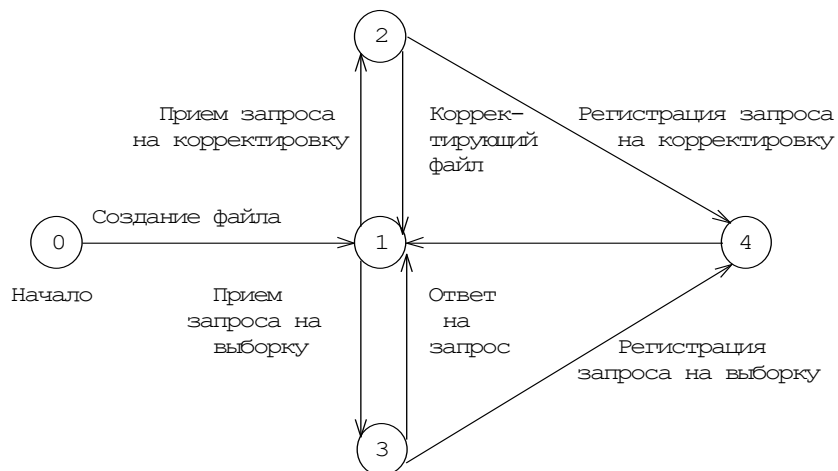 2
Прием запроса
на корректировку
Коррек-
тирующий
файл
Регистрация запроса
на корректировку
Создание файла
0
1
4
Начало
Прием
запроса на
выборку
Ответ
на
запрос
Регистрация
запроса на выборку
3